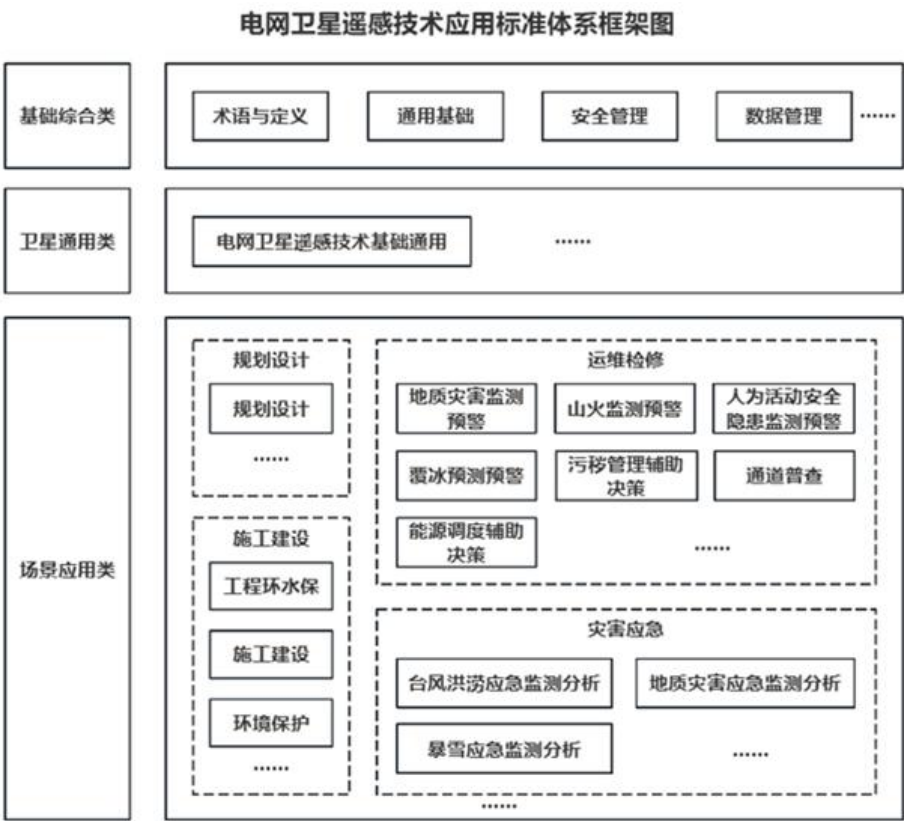 电网卫星遥感技术应用标准体系框架图
基础综合类
术语与定义
通用基础
安全管理
数据管理
......
卫星通用类
电网卫星遥感技术基础通用
......
场景应用类
规划设计
规划设计
......
施工建设
工程环水保
施工建设
环境保护
......
运维检修
地质灾害监测
预警
山火监测预警
人为活动安全
隐患监测预警
覆冰预测预警
污秽管理辅助
决策
通道普查
能源调度辅助
决策
......
灾害应急
台风洪涝应急监测分析
地质灾害应急监测分析
暴雪应急监测分析
......
......